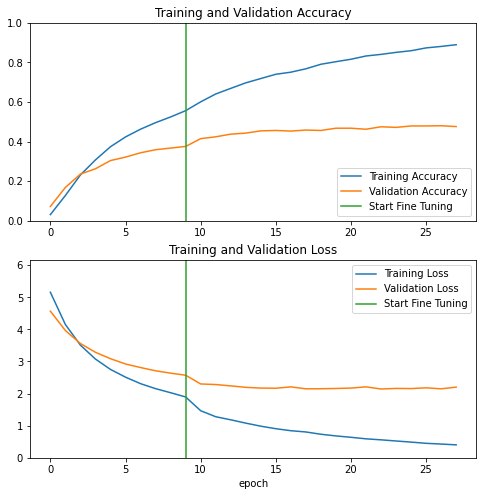 Training and Validation Accuracy
1.0
0.8
0.6
0.4
0.2
0.0
0 5 10 15 20 25
Training Accuracy
Validation Accuracy
Start Fine Tuning
Training and Validation Loss
6
5
4
3
2
1
0
Training Loss
Validation Loss
Start Fine Tuning
0 5 10 15 20 25
epoch